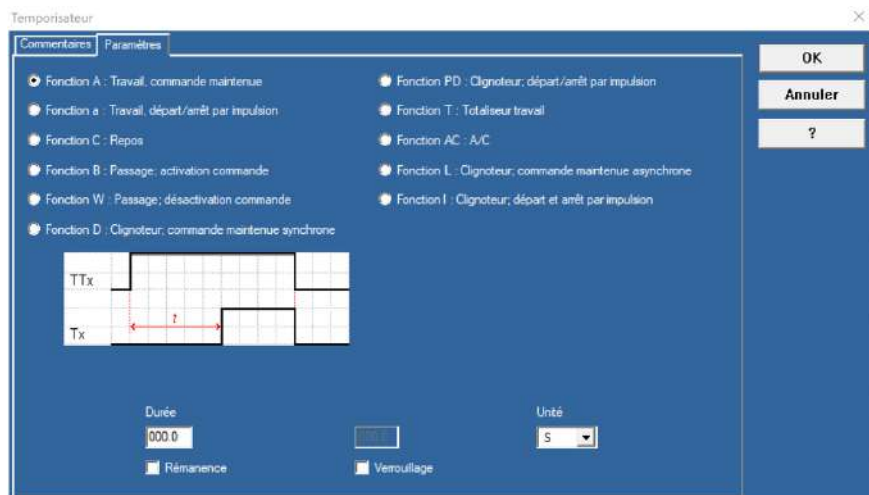 Temporisateur
Commentaires Paramètres
OK
Annuler
?
Fonction A : Travail, commande maintenue
Fonction PD : Clignoteur; départ/arrêt par impulsion
Fonction a : Travail, départ/arrêt par impulsion
Fonction T : Totaliseur travail
Fonction C : Repos
Fonction AC : A/C
Fonction B : Passage; activation commande
Fonction L : Clignoteur; commande maintenue asynchrone
Fonction W : Passage; désactivation commande
Fonction I : Clignoteur; départ et arrêt par impulsion
Fonction D : Clignoteur; commande maintenue synchrone
TTx
Tx
Durée
Unité
000.0
S
Rémanence
Verrouillage